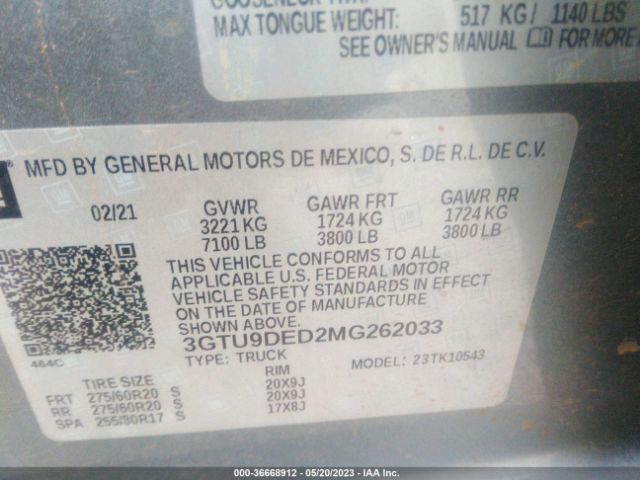 MAX TONGUE WEIGHT: 517 KG/ 1140 LBS
SEE OWNER'S MANUAL FOR MORE
MFD BY GENERAL MOTORS DE MEXICO, S. DE R.L. DE C.V.
02/21 GVWR GAWR FRT GAWR RR
3221 KG 1724 KG 1724 KG
7100 LB 3800 LB 3800 LB
THIS VEHICLE CONFORMS TO ALL
APPLICABLE U.S. FEDERAL MOTOR
VEHICLE SAFETY STANDARDS IN EFFECT
ON THE DATE OF MANUFACTURE
SHOWN ABOVE.
3GTU9DED2MG262033
464C TYPE: TRUCK MODEL: 23TK10543
TIRE SIZE RIM
FRT 275/60R20 S 20X9J
RR 275/60R20 S 20X9J
SPA 255/80R17 S 17X8J
000-36668912 - 05/20/2023 - IAA Inc.